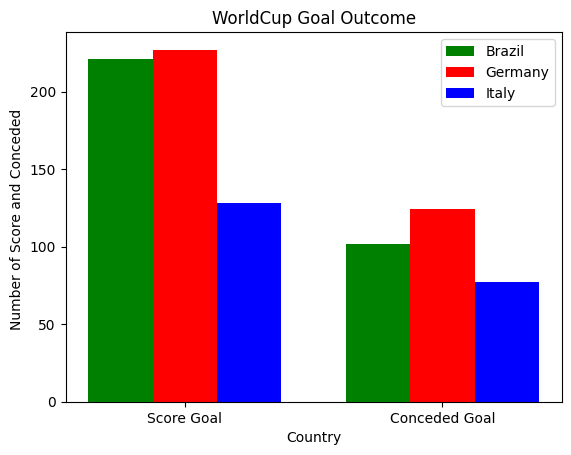 WorldCup Goal Outcome
Brazil
Germany
Italy
Number of Score and Conceded
200
150
100
50
0
Score Goal
Conceded Goal
Country